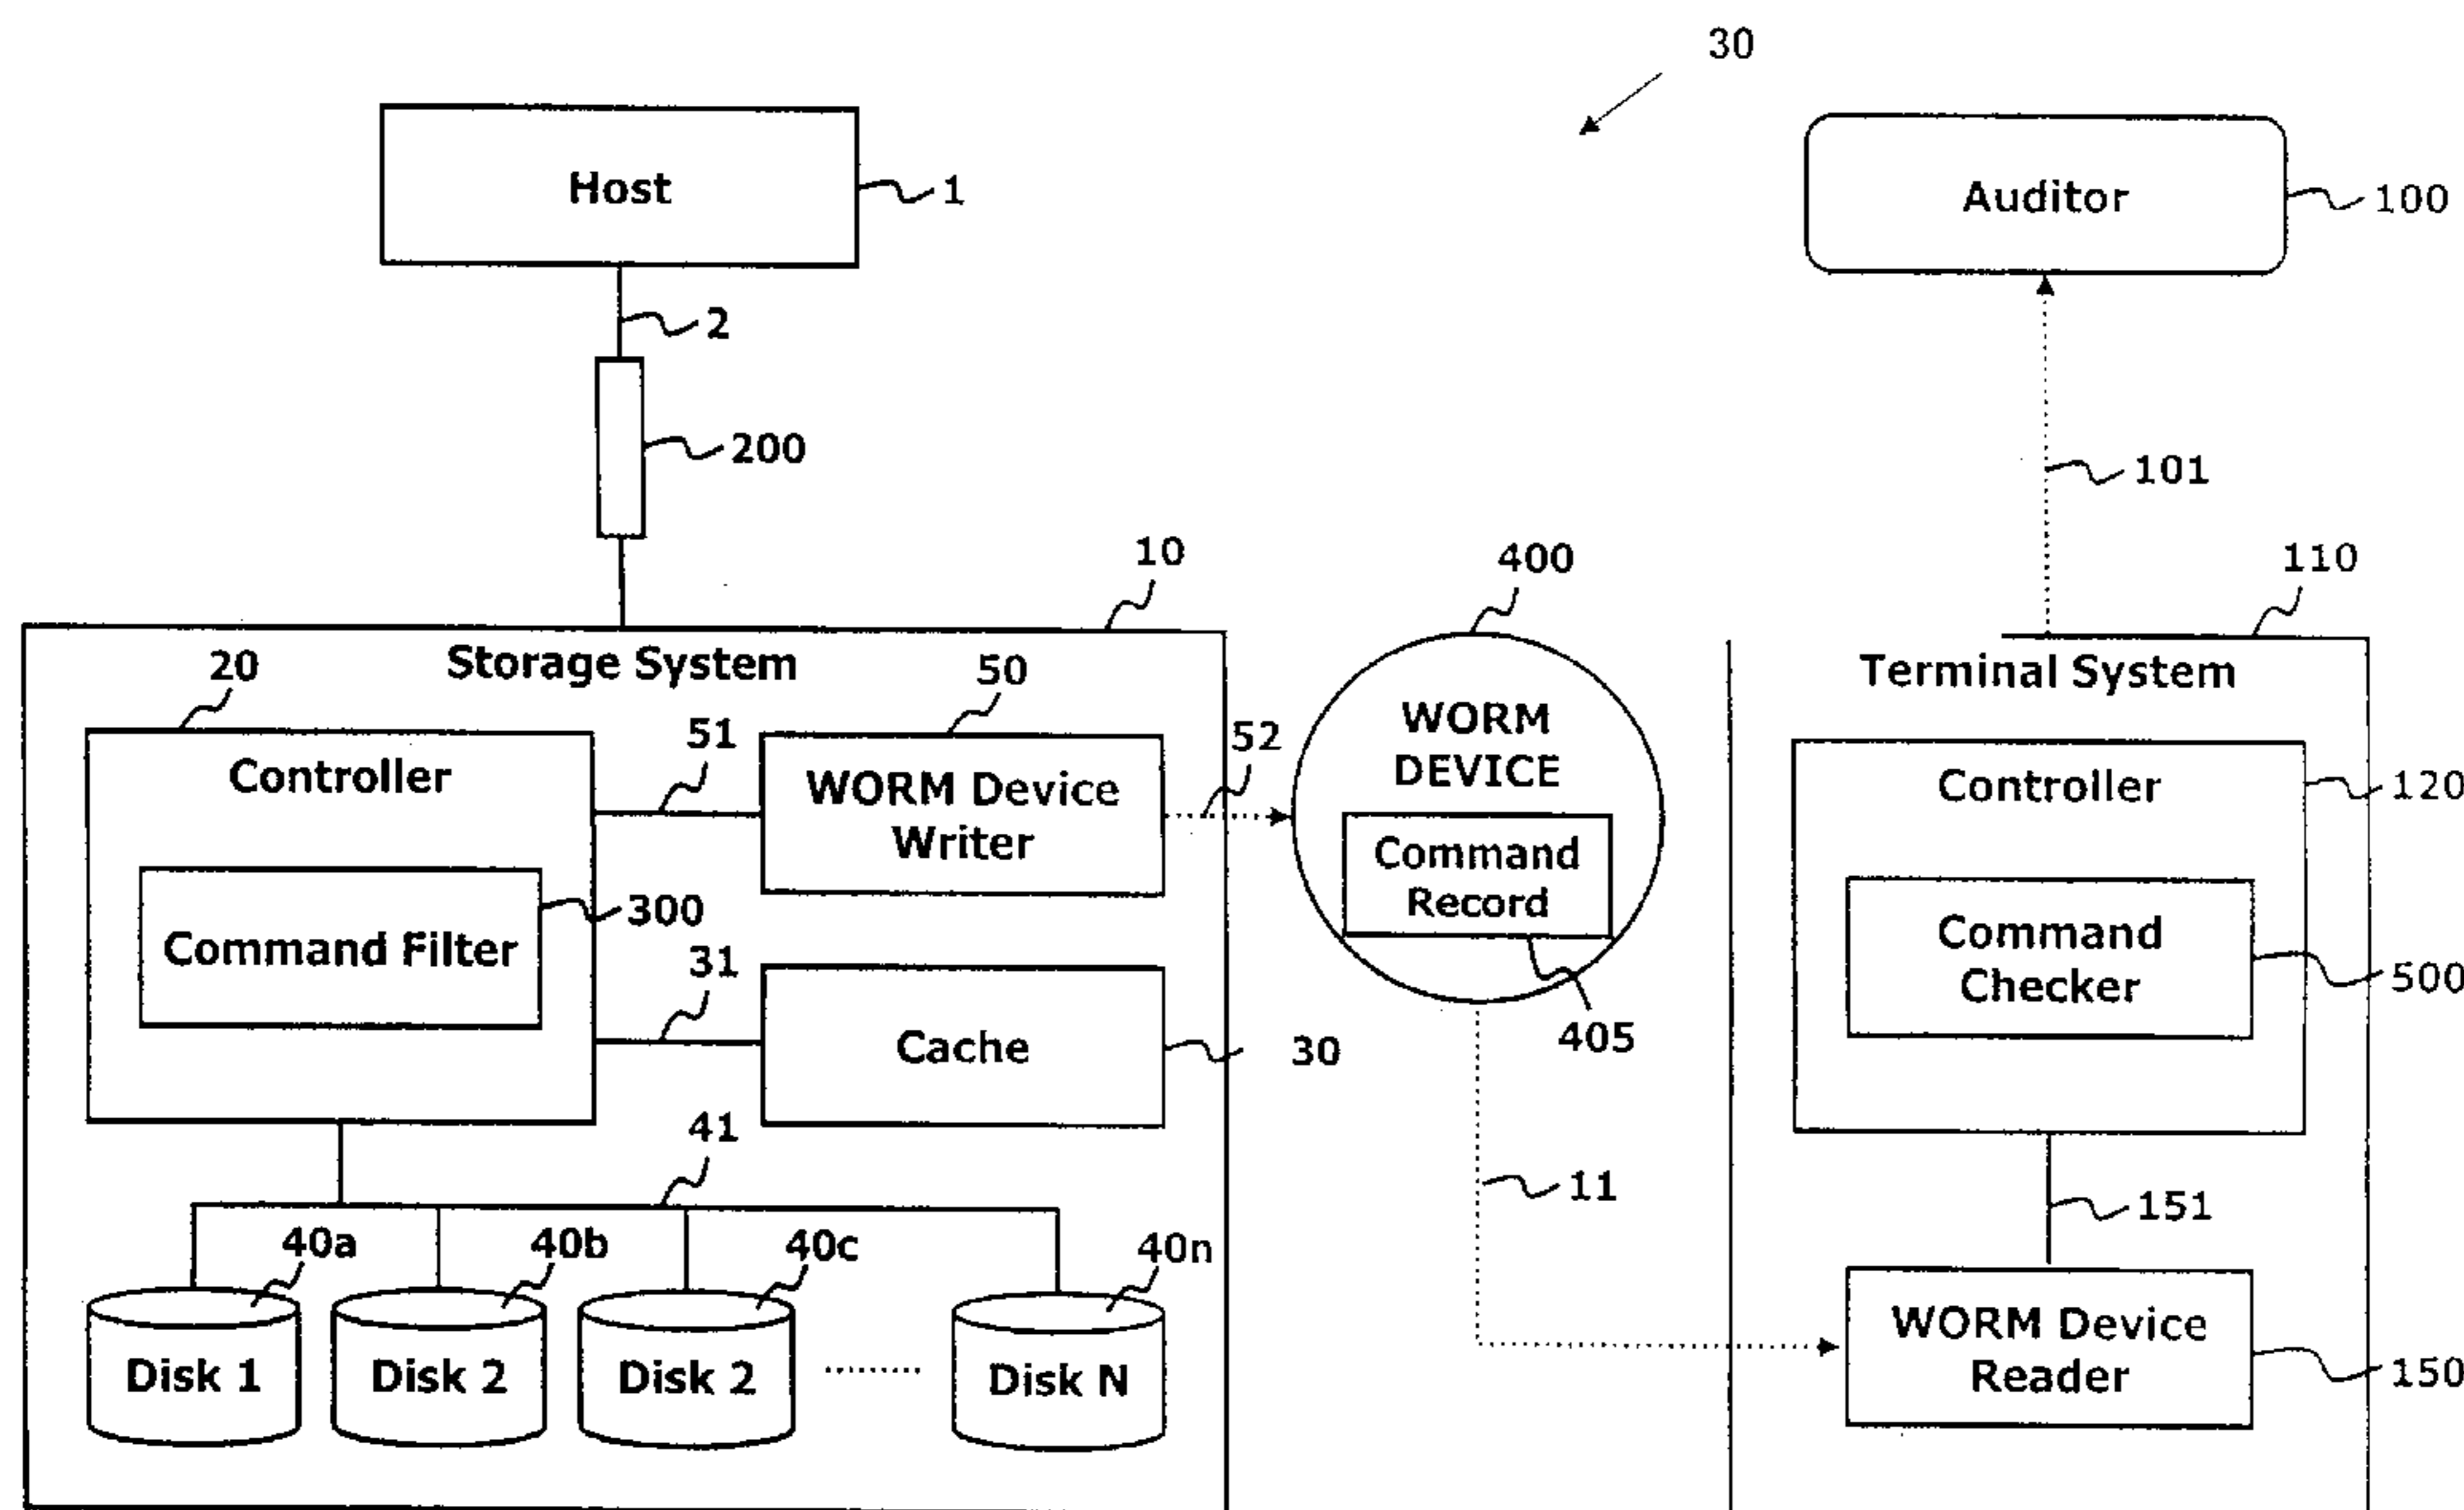 30
Host
1
Auditor
100
2
200
101
10
400
110
Storage System
Terminal System
20
50
51
52
Controller
WORM Device
Writer
WORM
DEVICE
Controller
120
Command
Record
300
Command Filter
Command
Checker
500
31
Cache
30
405
41
11
151
40a
40b
40c
40n
Disk 1
Disk 2
Disk 2
........
Disk N
WORM Device
Reader
150